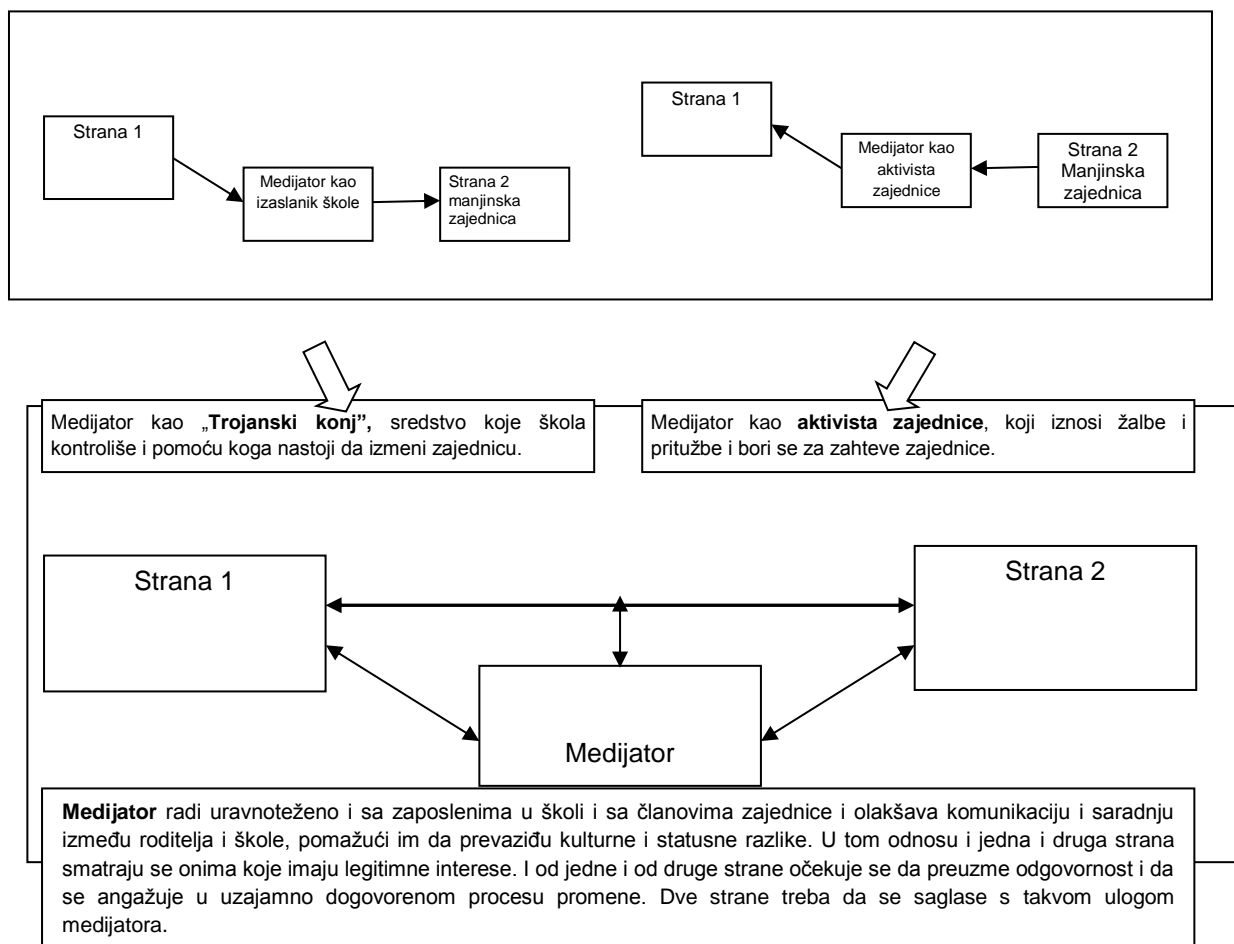 Strana 1
Medijator kao
izaslanik škole
Strana 2
manjinska
zajednica
Strana 1
Medijator kao
aktivista
zajednice
Strana 2
Manjinska
zajednica
Medijator kao „Trojanski konj”, sredstvo koje škola
kontroliše i pomoću koga nastoji da izmeni zajednicu.
Medijator kao aktivista zajednice, koji iznosi žalbe i
pritužbe i bori se za zahteve zajednice.
Strana 1
Strana 2
Medijator
Medijator radi uravnoteženo i sa zaposlenima u školi i sa članovima zajednice i olakšava komunikaciju i saradnju
između roditelja i škole, pomažući im da prevaziđu kulturne i statusne razlike. U tom odnosu i jedna i druga strana
smatraju se onima koje imaju legitimne interese. I od jedne i od druge strane očekuje se da preuzme odgovornost i da
se angažuje u uzajamno dogovorenom procesu promene. Dve strane treba da se saglase s takvom ulogom
medijatora.